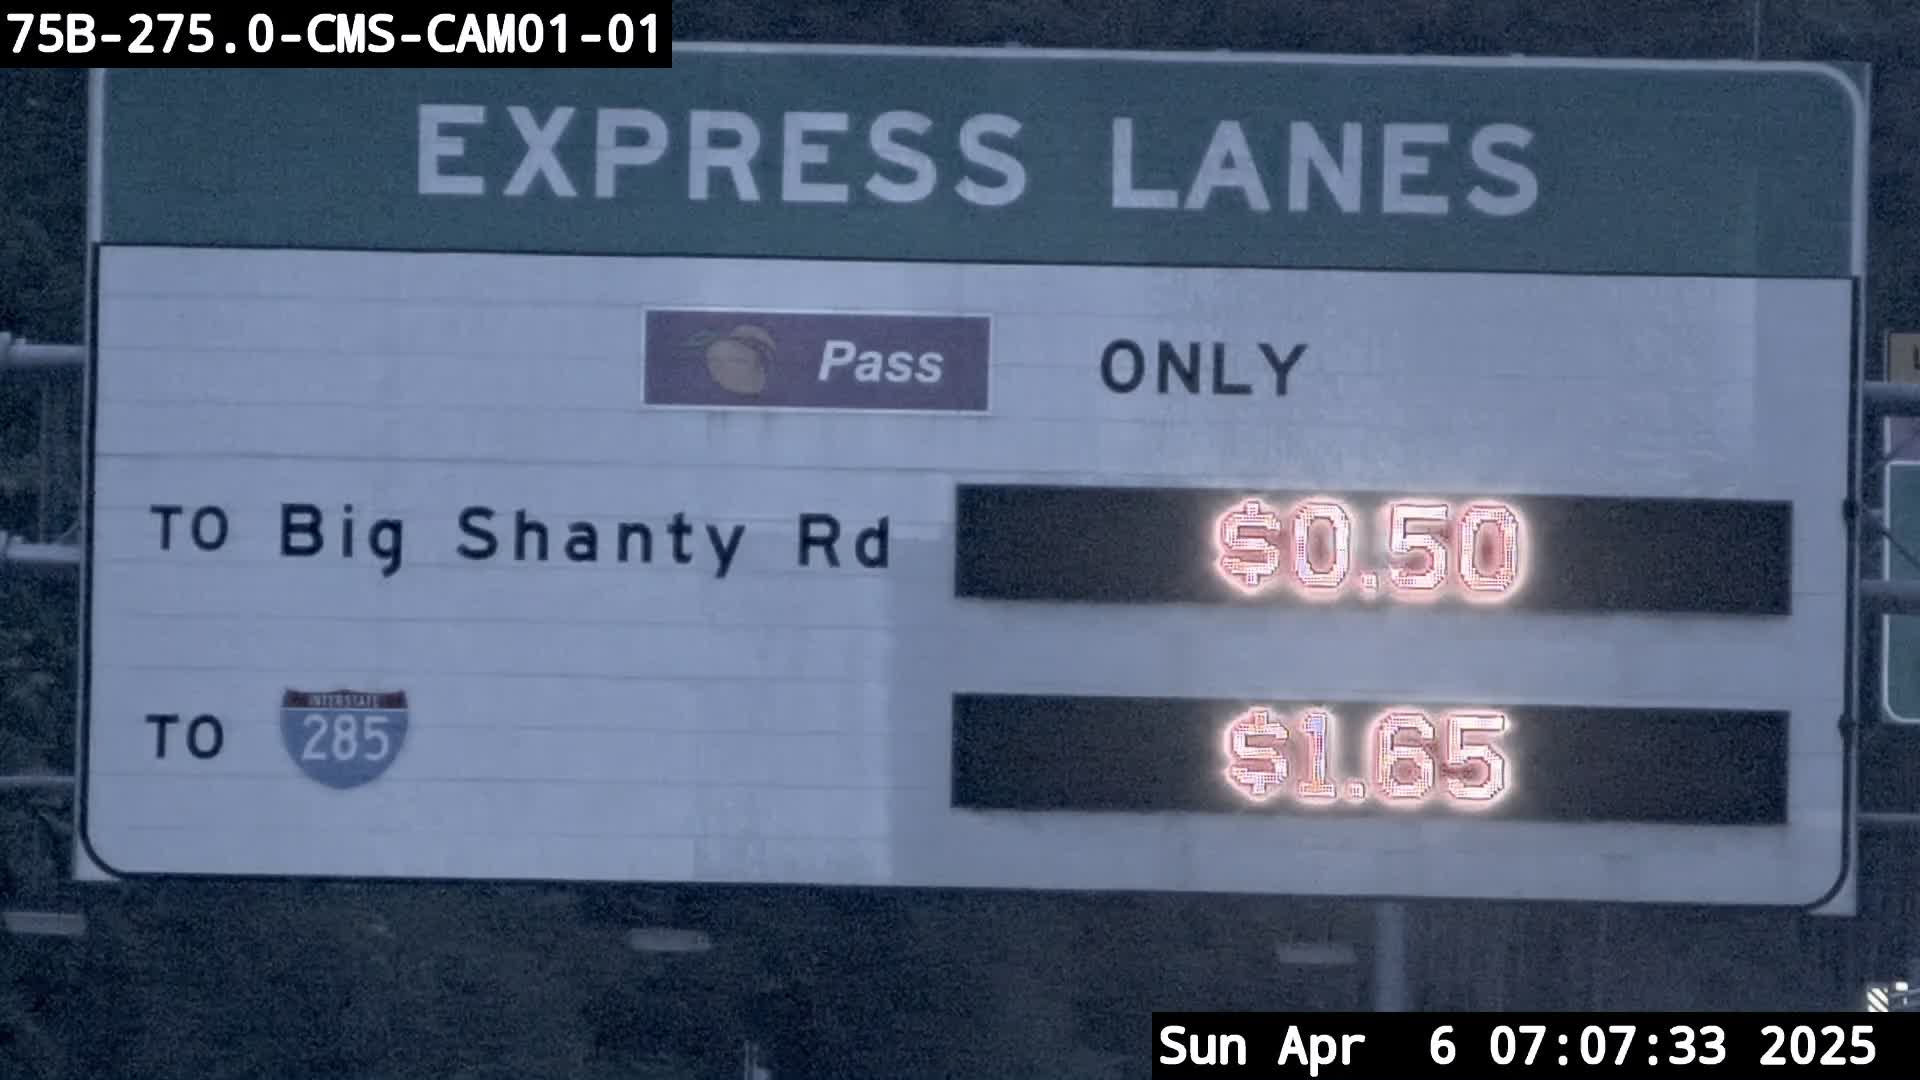 75B-275.0-CMS-CAM01-01
EXPRESS LANES
Pass ONLY
TO Big Shanty Rd $0.50
TO INTERSTATE 285 $1.65
Sun Apr 6 07:07:33 2025